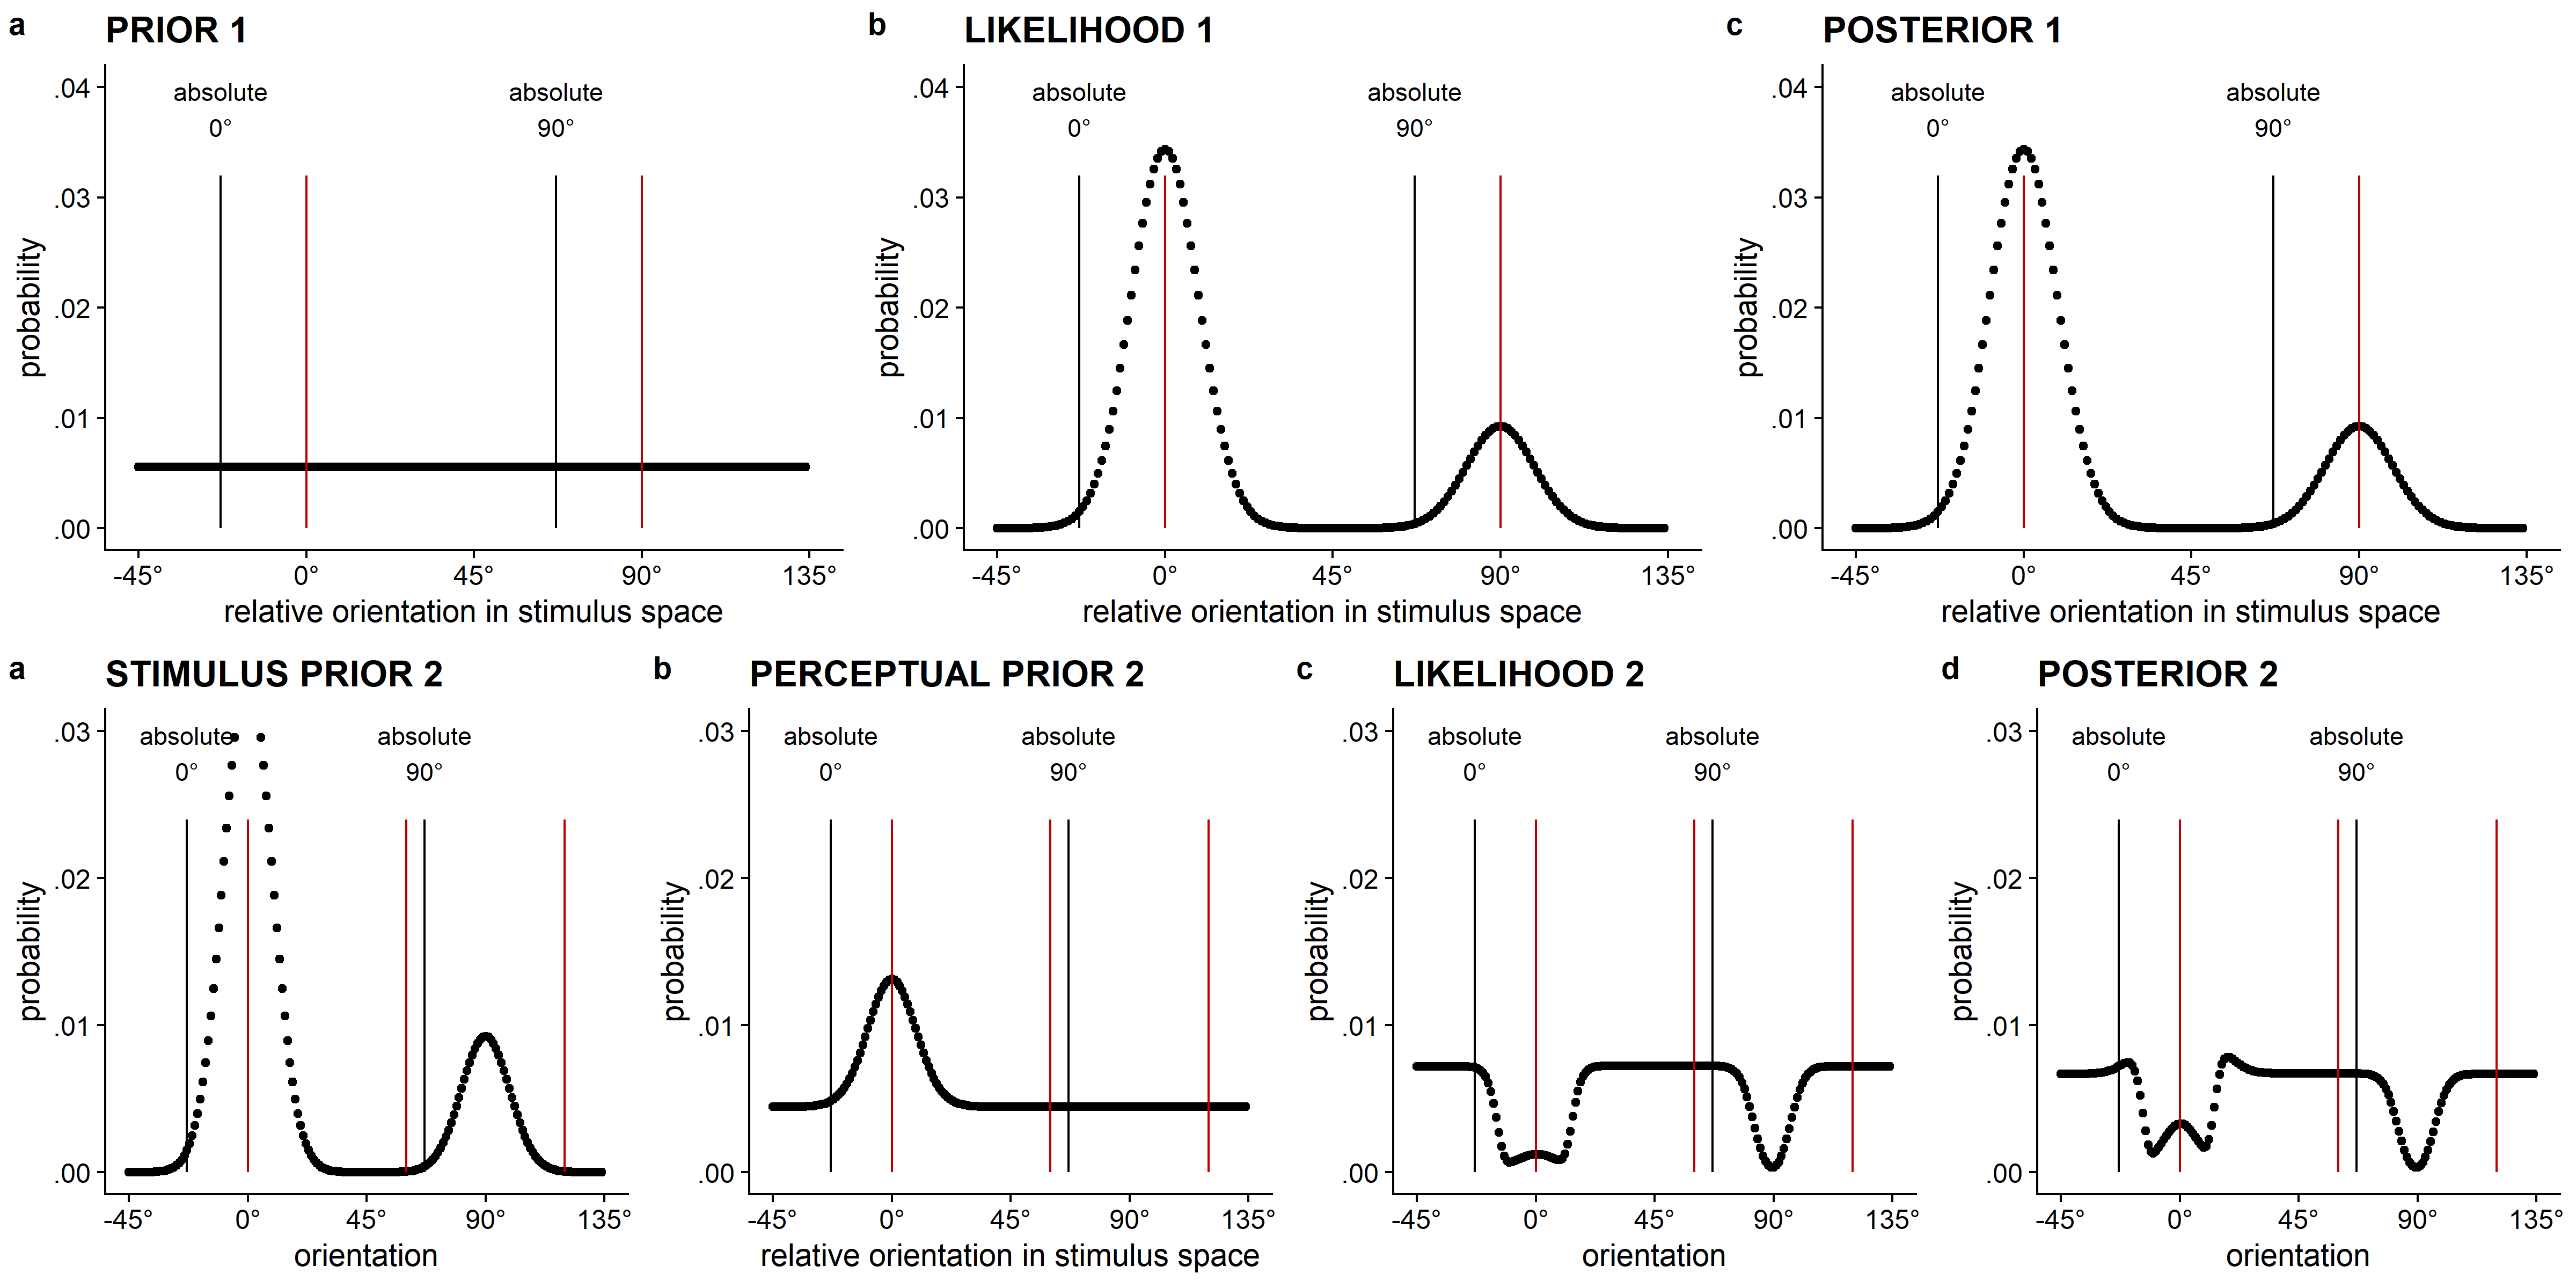 a PRIOR 1
absolute absolute
0° 90°
.04
.03
.02
.01
.00
probability
-45° 0° 45° 90° 135°
relative orientation in stimulus space
b LIKELIHOOD 1
absolute absolute
0° 90°
.04
.03
.02
.01
.00
probability
-45° 0° 45° 90° 135°
relative orientation in stimulus space
c POSTERIOR 1
absolute absolute
0° 90°
.04
.03
.02
.01
.00
probability
-45° 0° 45° 90° 135°
relative orientation in stimulus space
a STIMULUS PRIOR 2
absolute absolute
0° 90°
.03
.02
.01
.00
probability
-45° 0° 45° 90° 135°
orientation
b PERCEPTUAL PRIOR 2
absolute absolute
0° 90°
.03
.02
.01
.00
probability
-45° 0° 45° 90° 135°
relative orientation in stimulus space
c LIKELIHOOD 2
absolute absolute
0° 90°
.03
.02
.01
.00
probability
-45° 0° 45° 90° 135°
orientation
d POSTERIOR 2
absolute absolute
0° 90°
.03
.02
.01
.00
probability
-45° 0° 45° 90° 135°
orientation